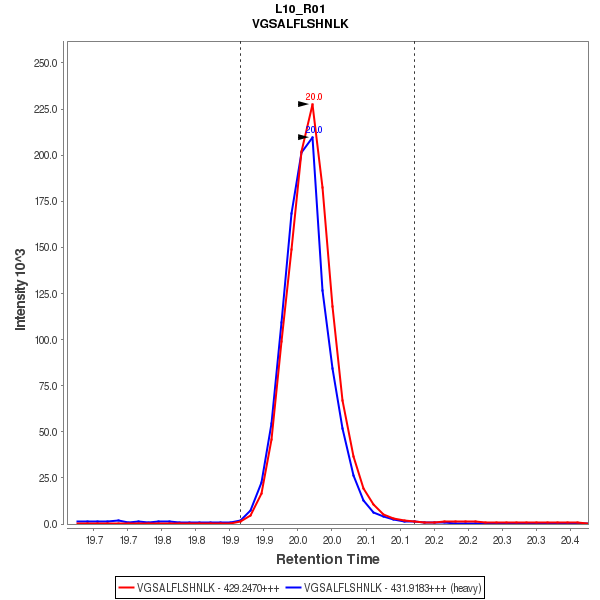 L10_R01
VGSALFLSHNLK
Intensity 10^3
250.0
225.0
200.0
175.0
150.0
125.0
100.0
75.0
50.0
25.0
0.0
20.0
20.0
19.7 19.7 19.8 19.8 19.9 19.9 20.0 20.0 20.1 20.1 20.2 20.2 20.3 20.3 20.4
Retention Time
VGSALFLSHNLK - 429.2470+++ VGSALFLSHNLK - 431.9183+++ (heavy)